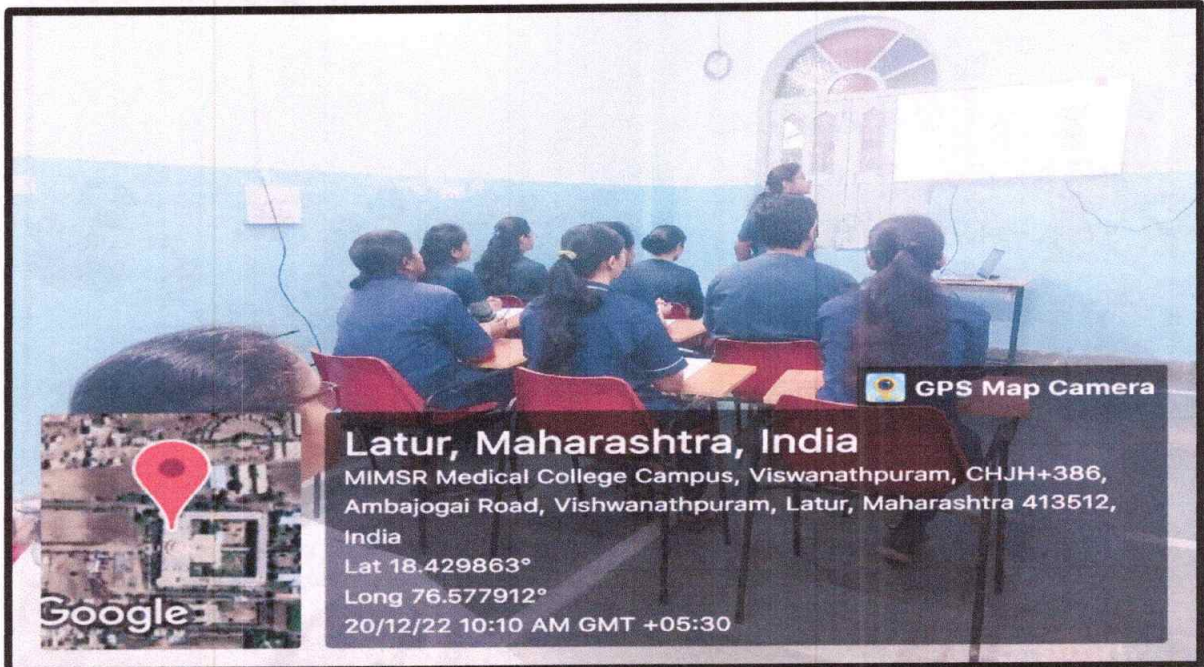 GPS Map Camera
Latur, Maharashtra, India
MIMSR Medical College Campus, Viswanathpuram, CHJH+386,
Ambajogai Road, Vishwanathpuram, Latur, Maharashtra 413512,
India
Lat 18.429863°
Long 76.577912°
20/12/22 10:10 AM GMT +05:30
Google